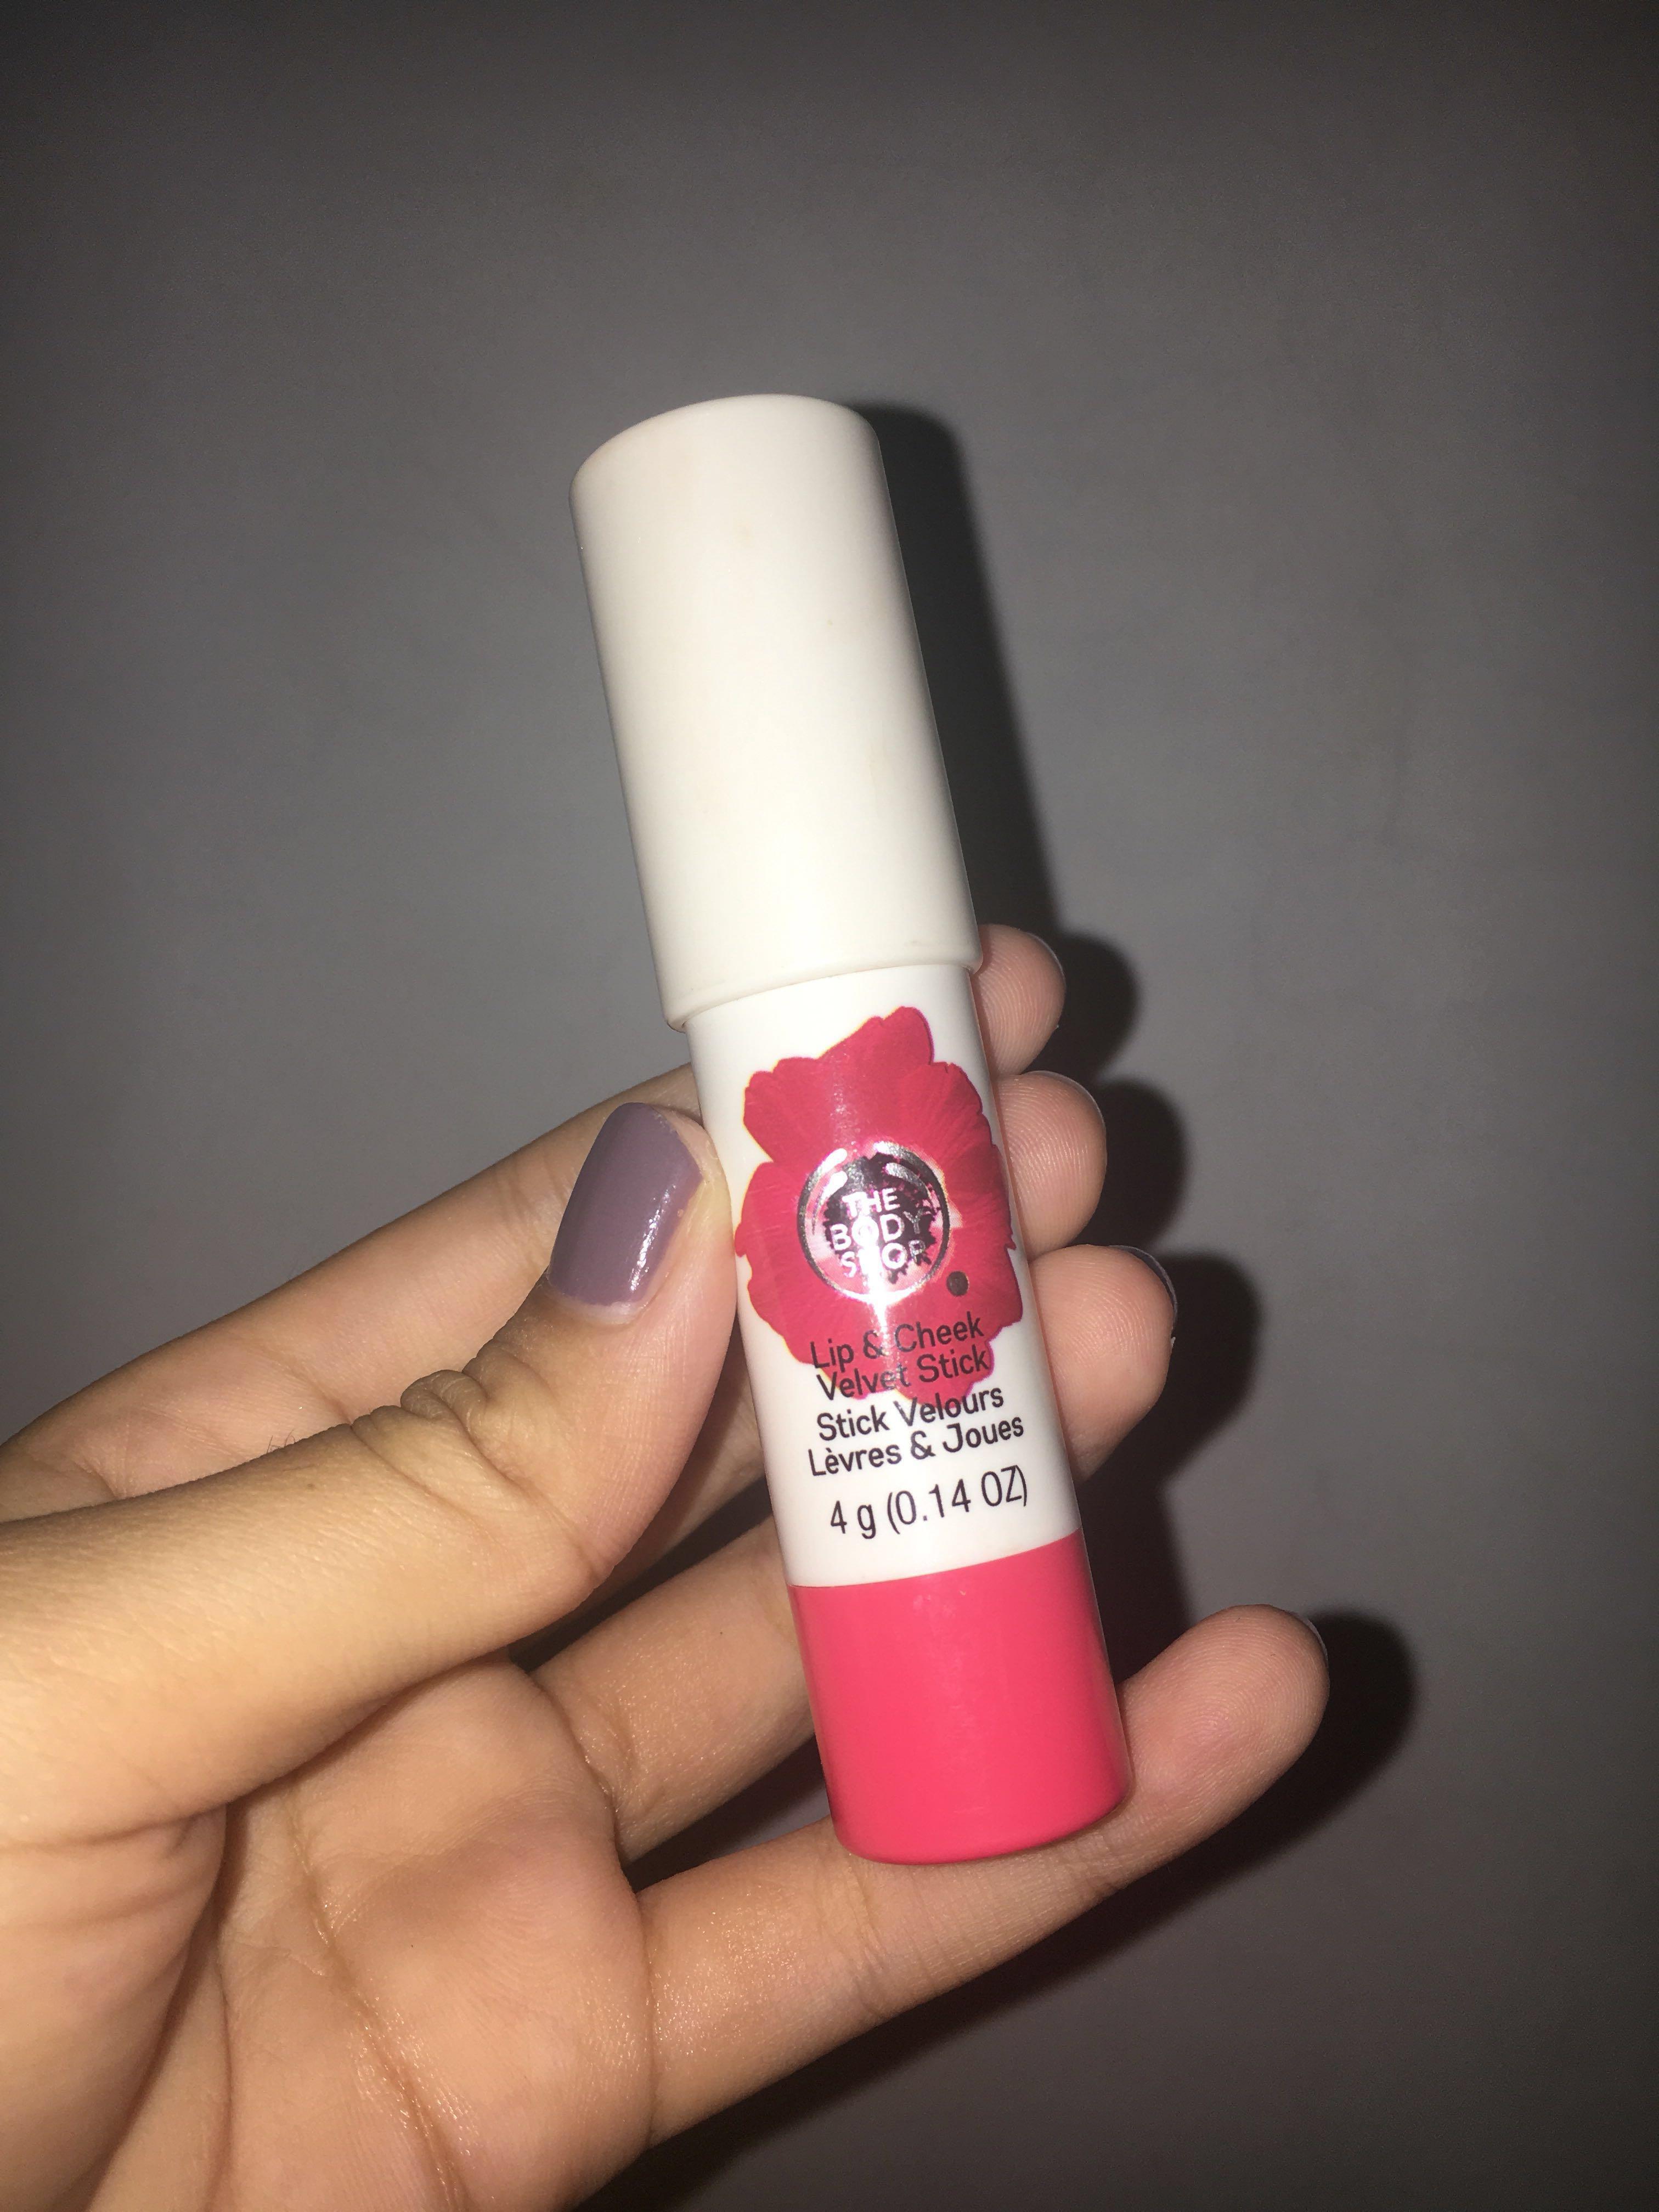 THE
BODY
SHOP
Lip & Cheek
Velvet Stick
Stick Velours
Lèvres & Joues
4 g (0.14 OZ)